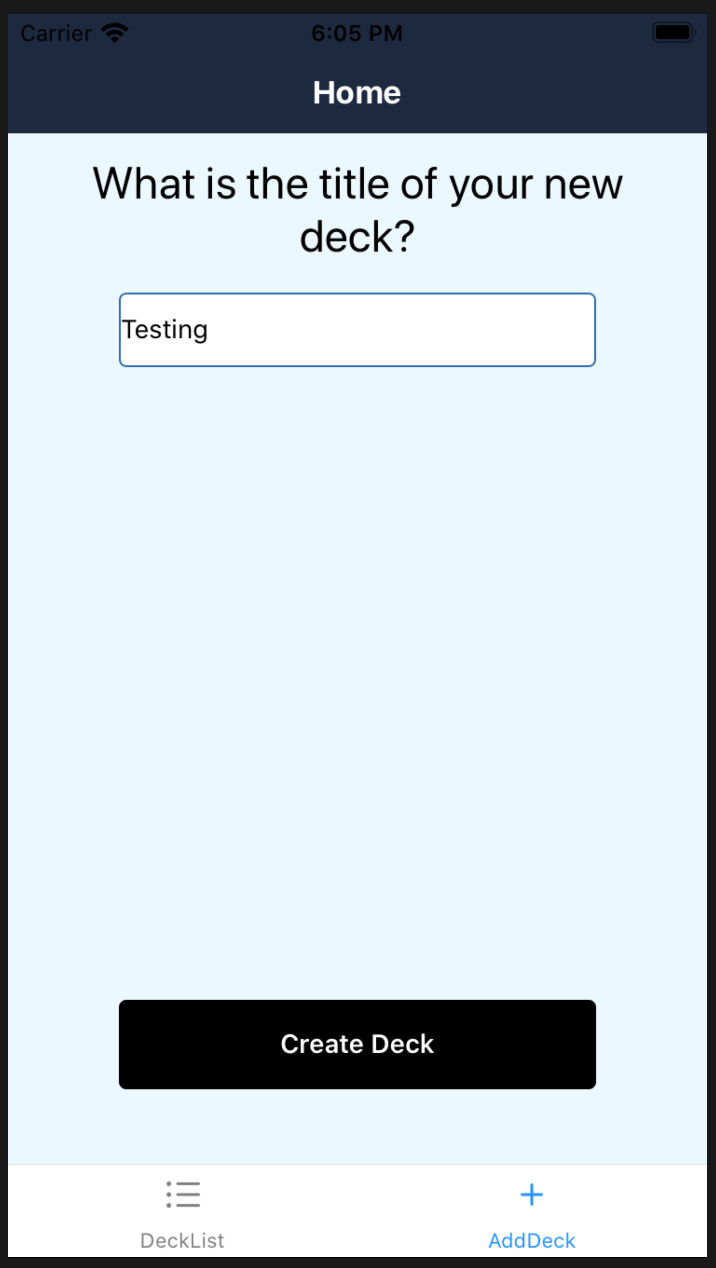 Carrier 6:05 PM
Home
What is the title of your new
deck?
Testing
Create Deck
DeckList AddDeck